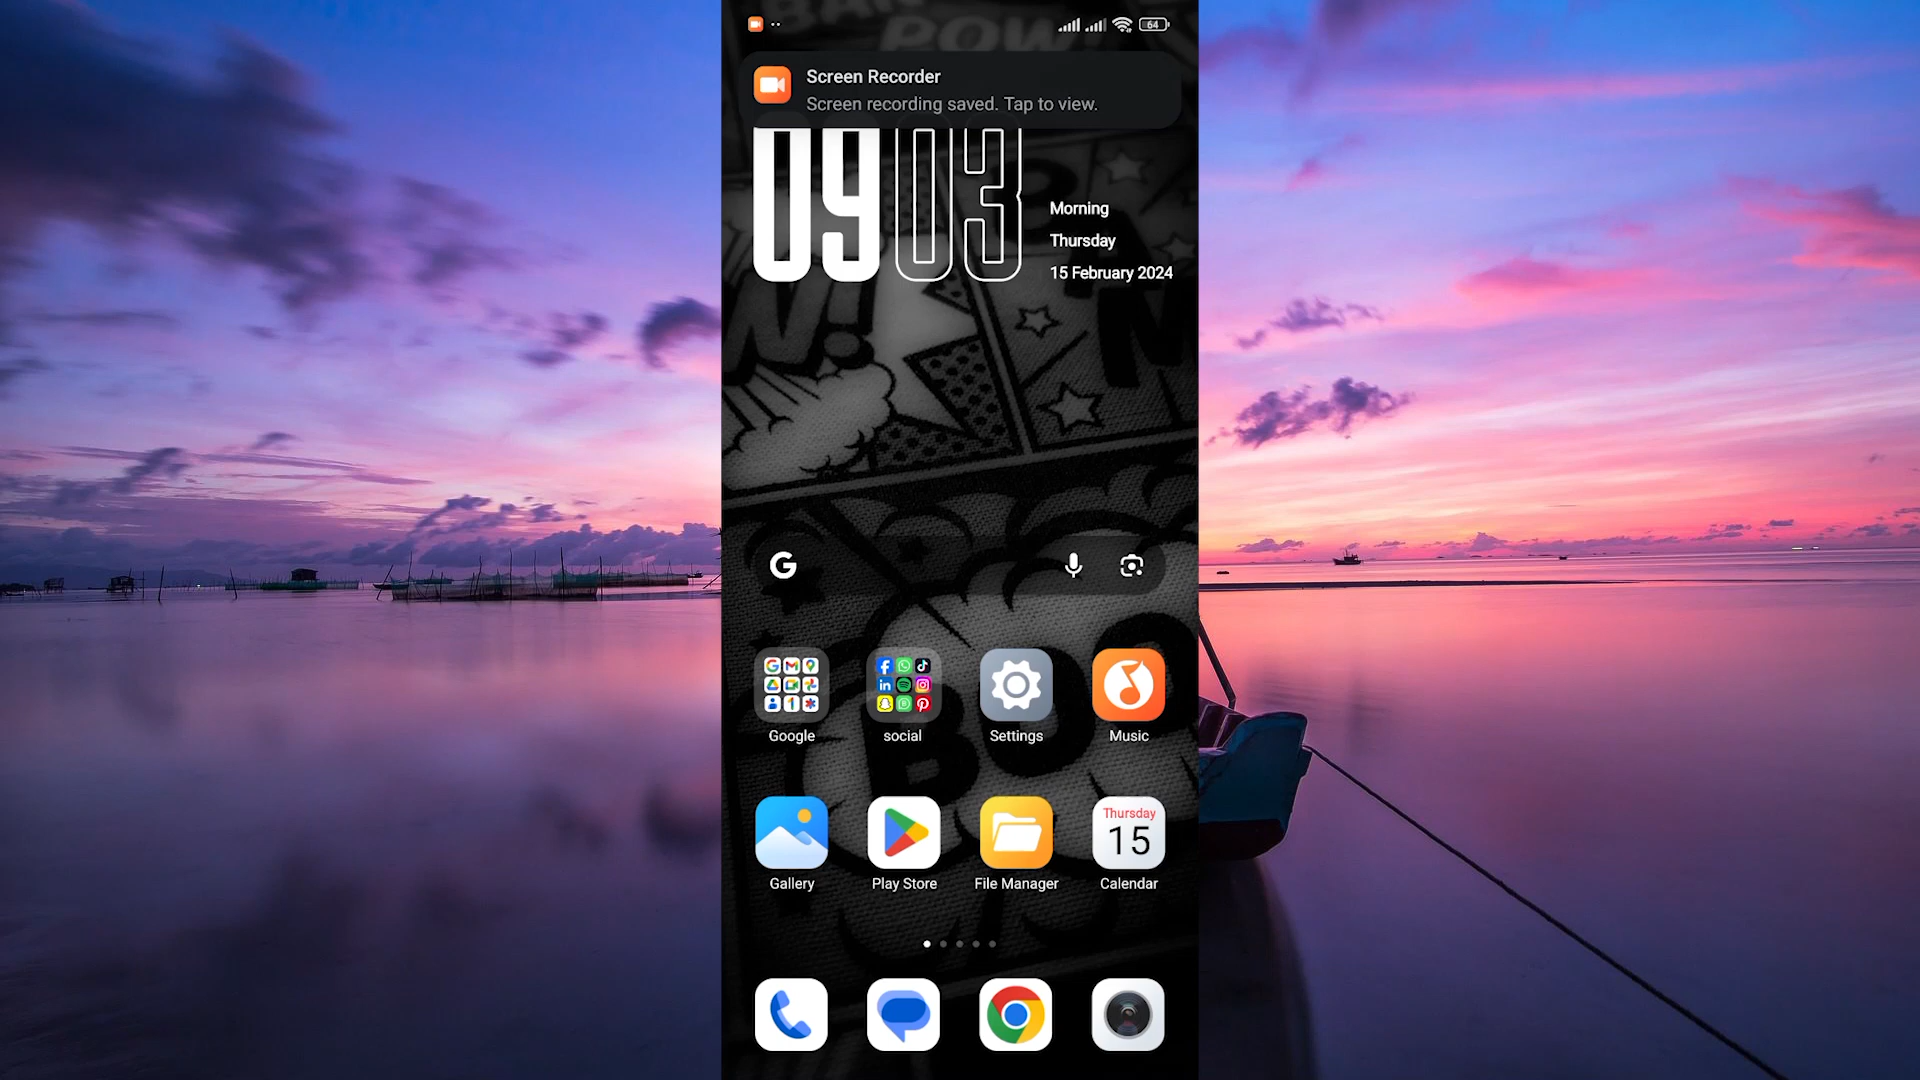 64
Screen Recorder
Screen recording saved. Tap to view.
09 03
Morning
Thursday
15 February 2024
G
Google
social
Settings
Music
Thursday
15
Gallery
Play Store
File Manager
Calendar